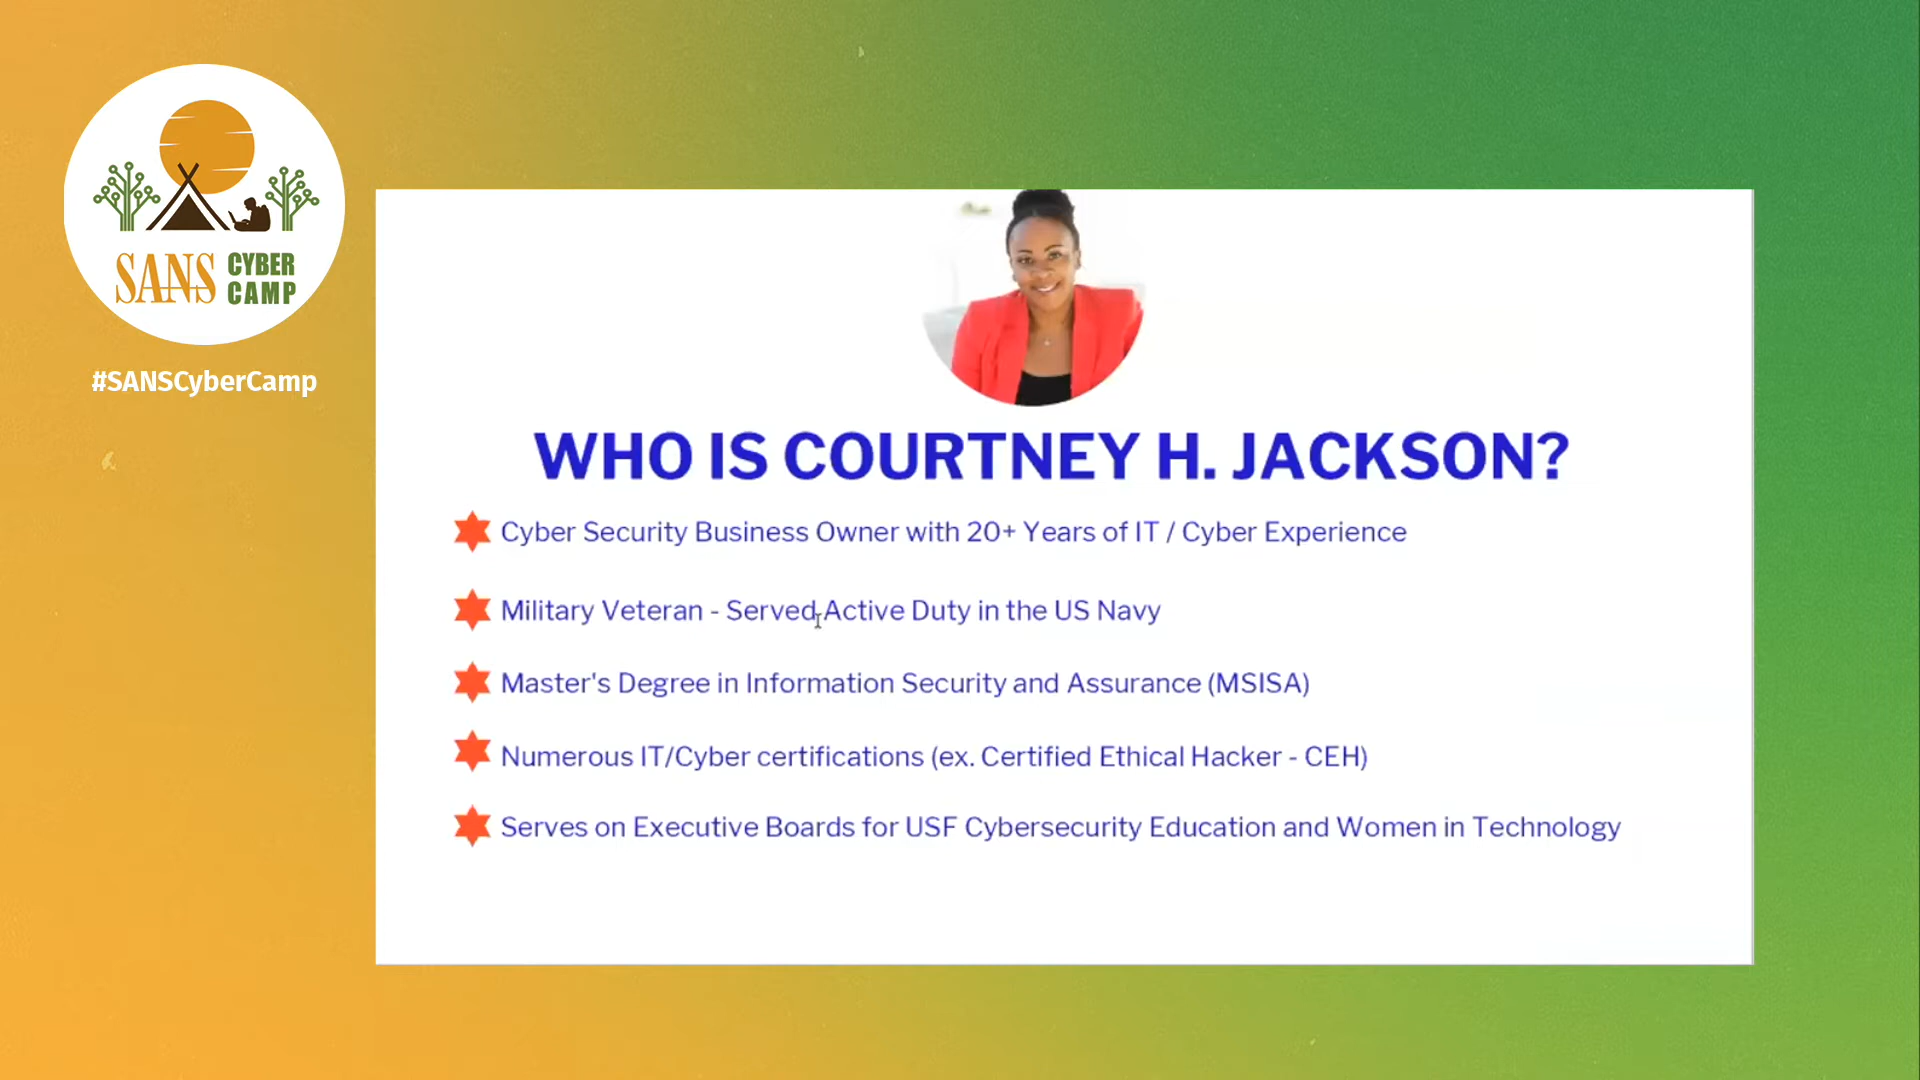 SANS CYBER CAMP
#SANSCyberCamp
WHO IS COURTNEY H. JACKSON?
Cyber Security Business Owner with 20+ Years of IT / Cyber Experience
Military Veteran - Served Active Duty in the US Navy
Master's Degree in Information Security and Assurance (MSISA)
Numerous IT/Cyber certifications (ex. Certified Ethical Hacker - CEH)
Serves on Executive Boards for USF Cybersecurity Education and Women in Technology